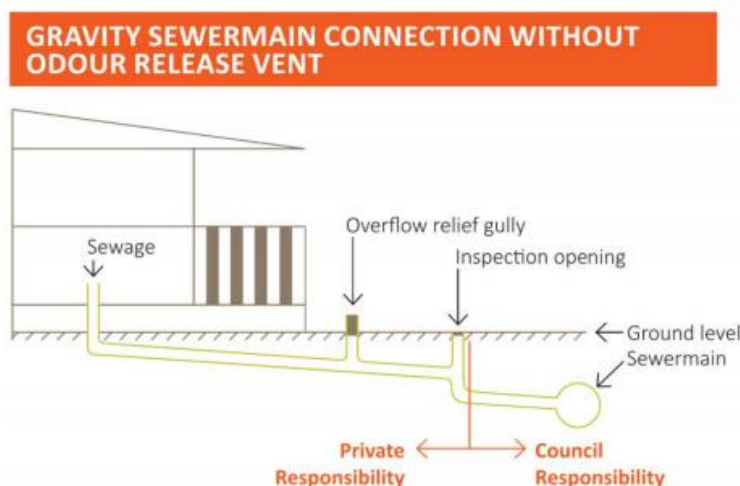 GRAVITY SEWERMAIN CONNECTION WITHOUT
ODOUR RELEASE VENT
Overflow relief gully
Sewage
Inspection opening
Ground level
Sewermain
Private
Responsibility
Council
Responsibility